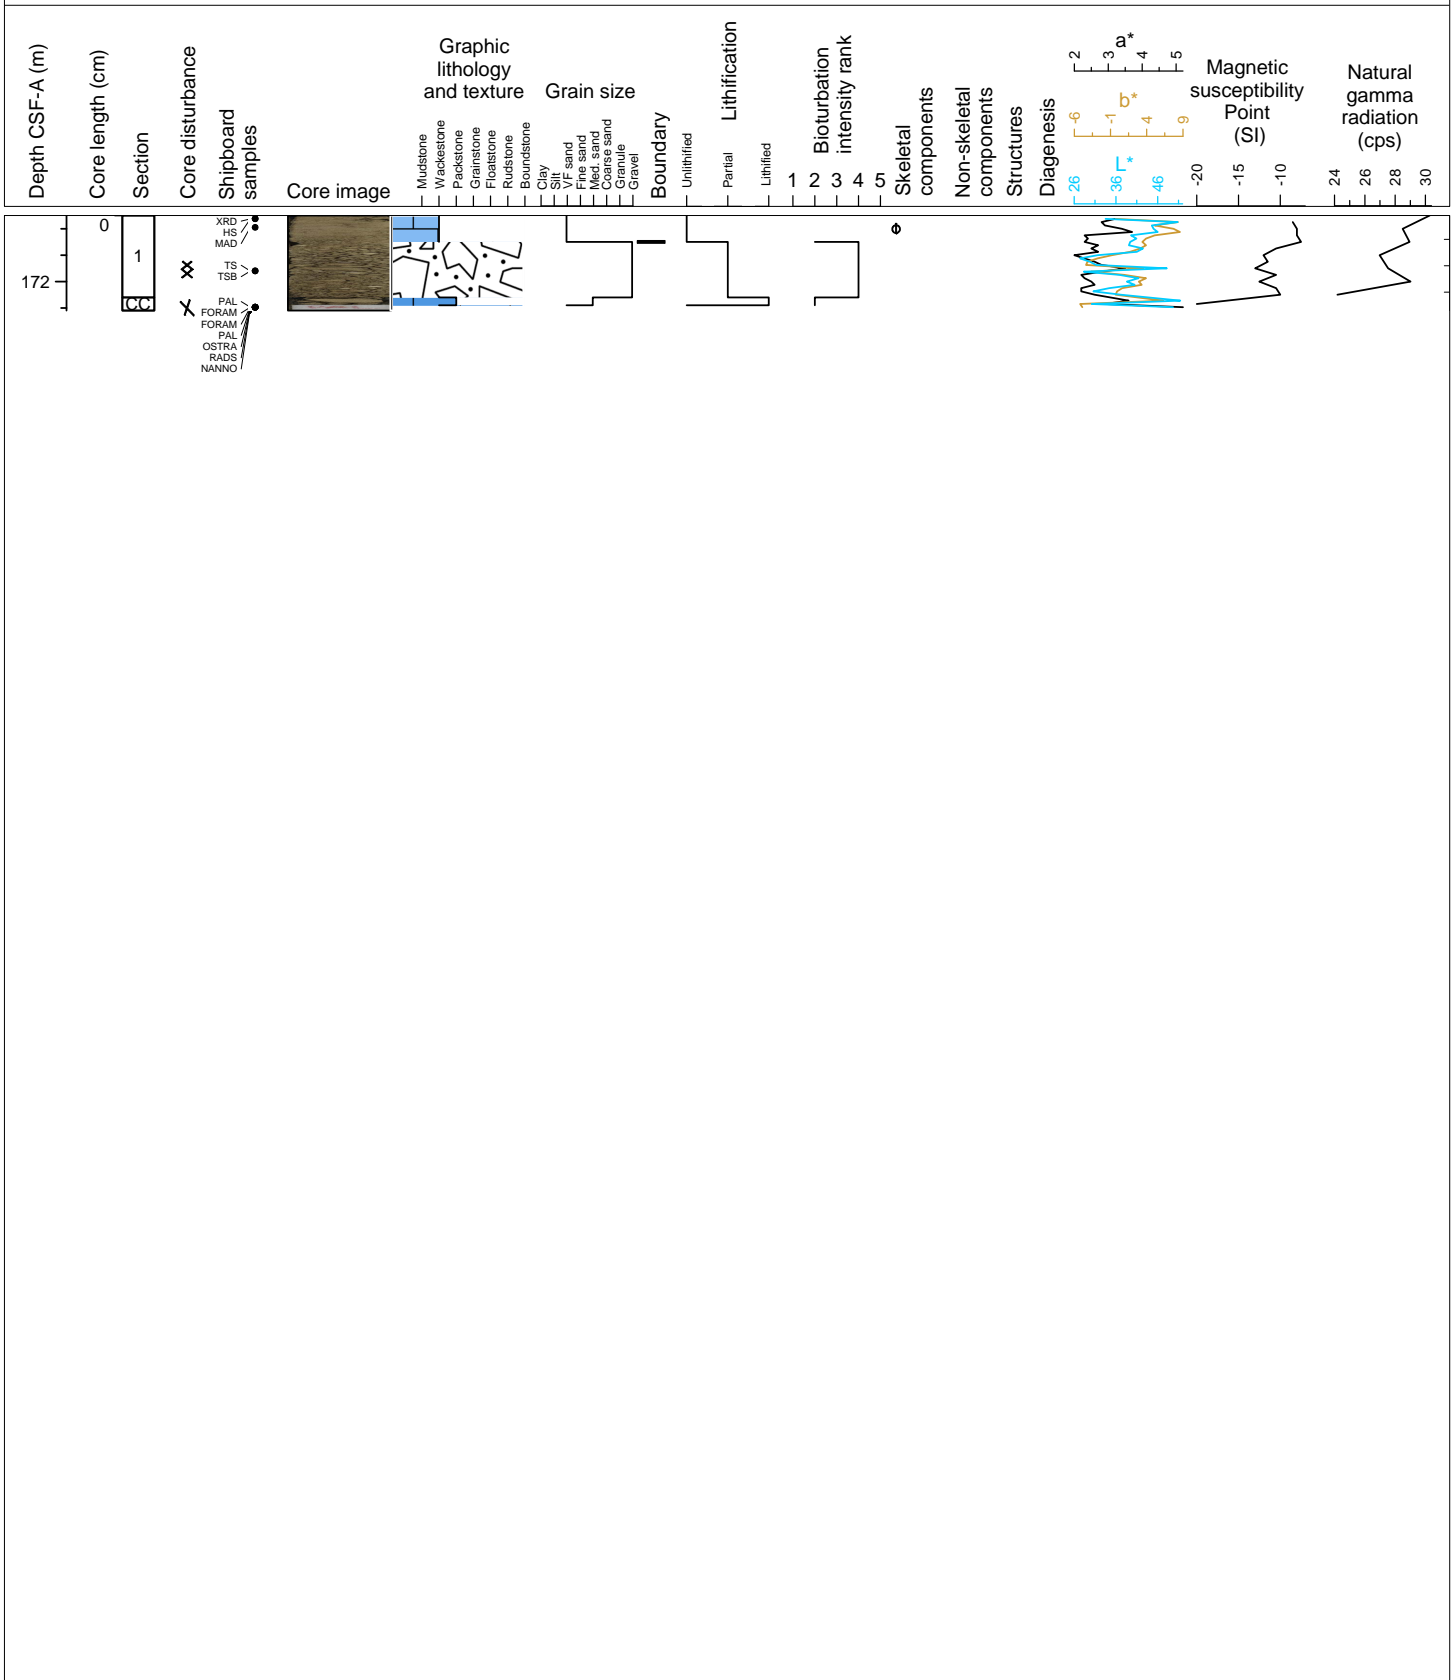 Depth CSF-A (m)
Core length (cm)
Section
Core disturbance
Shipboard
samples
Core image
Graphic
lithology
and texture
Mudstone
Wackestone
Packstone
Grainstone
Floatstone
Rudstone
Boundstone
Grain size
Clay
Silt
VF sand
Fine sand
Med. sand
Coarse sand
Granule
Gravel
Boundary
Lithification
Unlithified
Partial
Lithified
Bioturbation
intensity rank
1 2 3 4 5
Skeletal
components
Non-skeletal
components
Structures
Diagenesis
a*
2 3 4 5
b*
-6 -1 4 9
L*
26 36 46
Magnetic
susceptibility
Point
(SI)
-20 -15 -10
Natural
gamma
radiation
(cps)
24 26 28 30
0
172
1
CC
XRD
HS
MAD
TS
TSB
PAL
FORAM
FORAM
PAL
OSTRA
RADS
NANNO